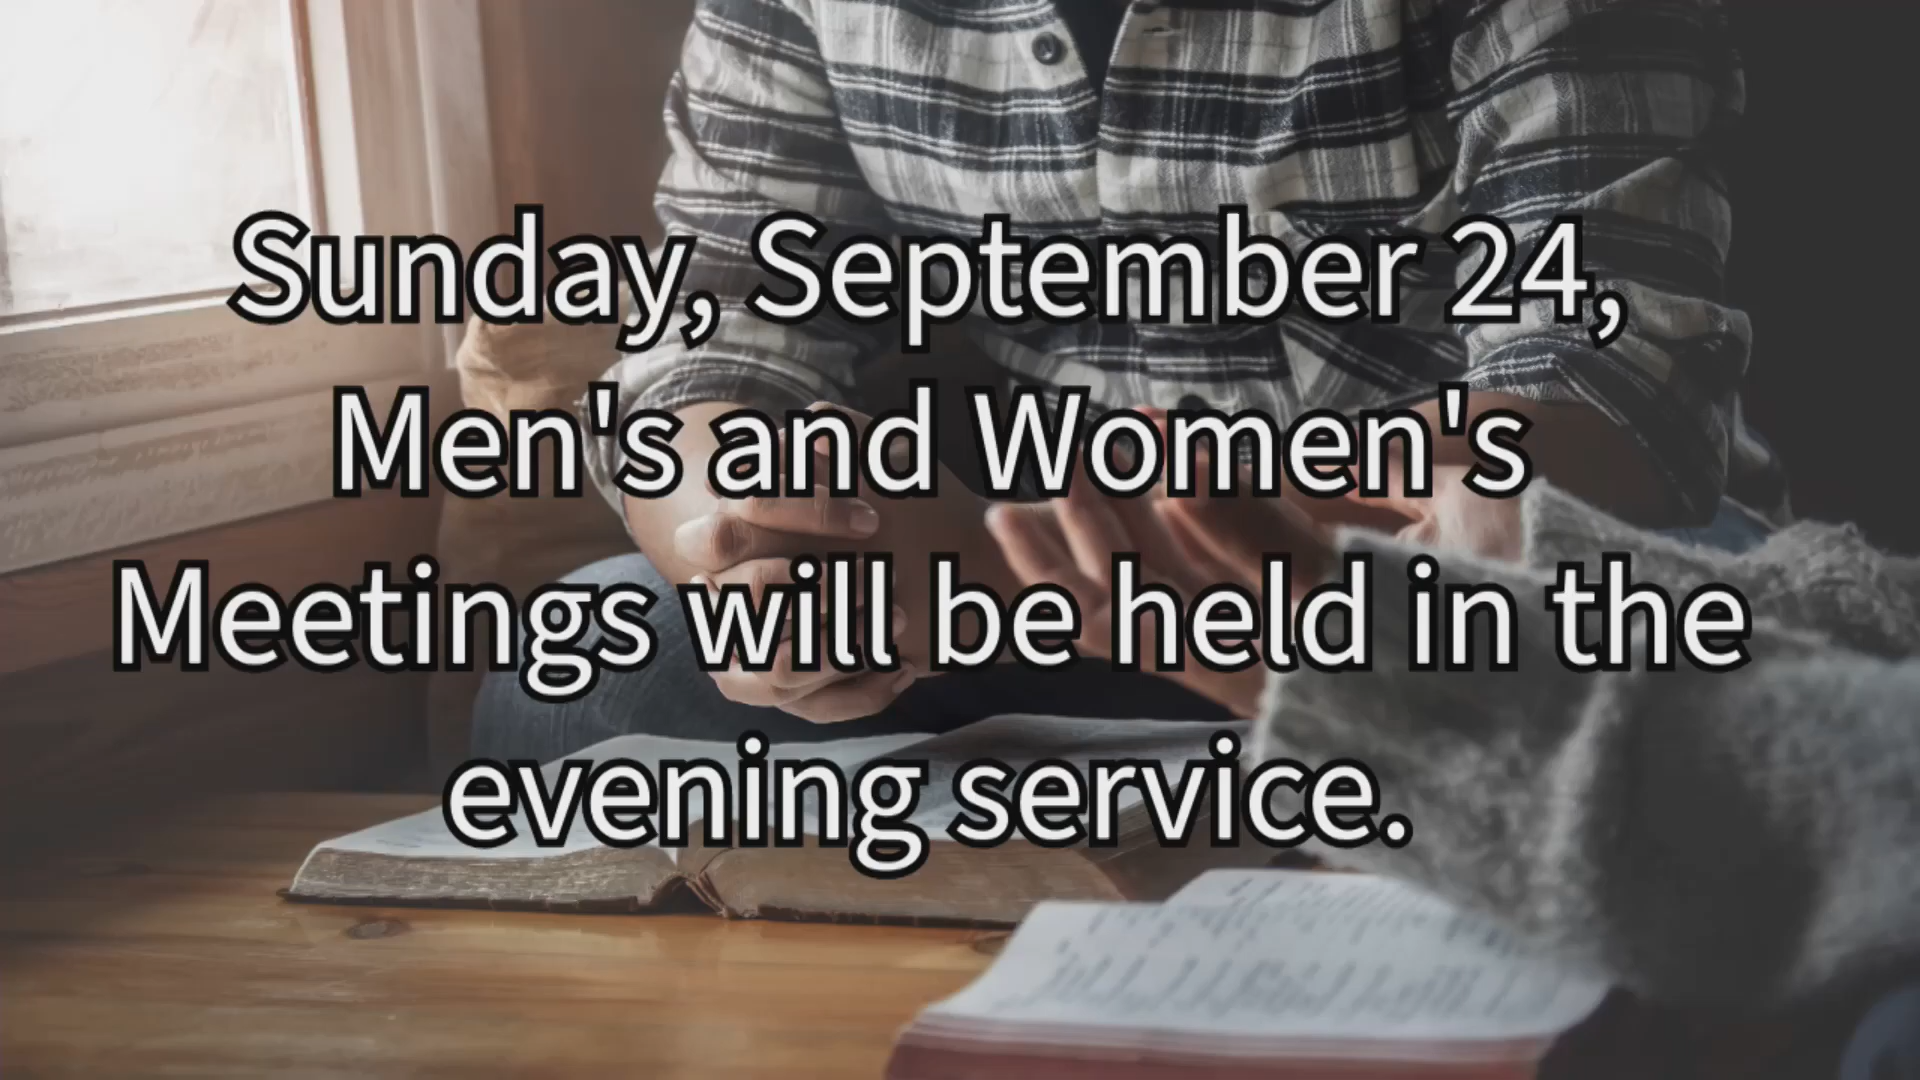 Sunday, September 24,
Men's and Women's
Meetings will be held in the
evening service.